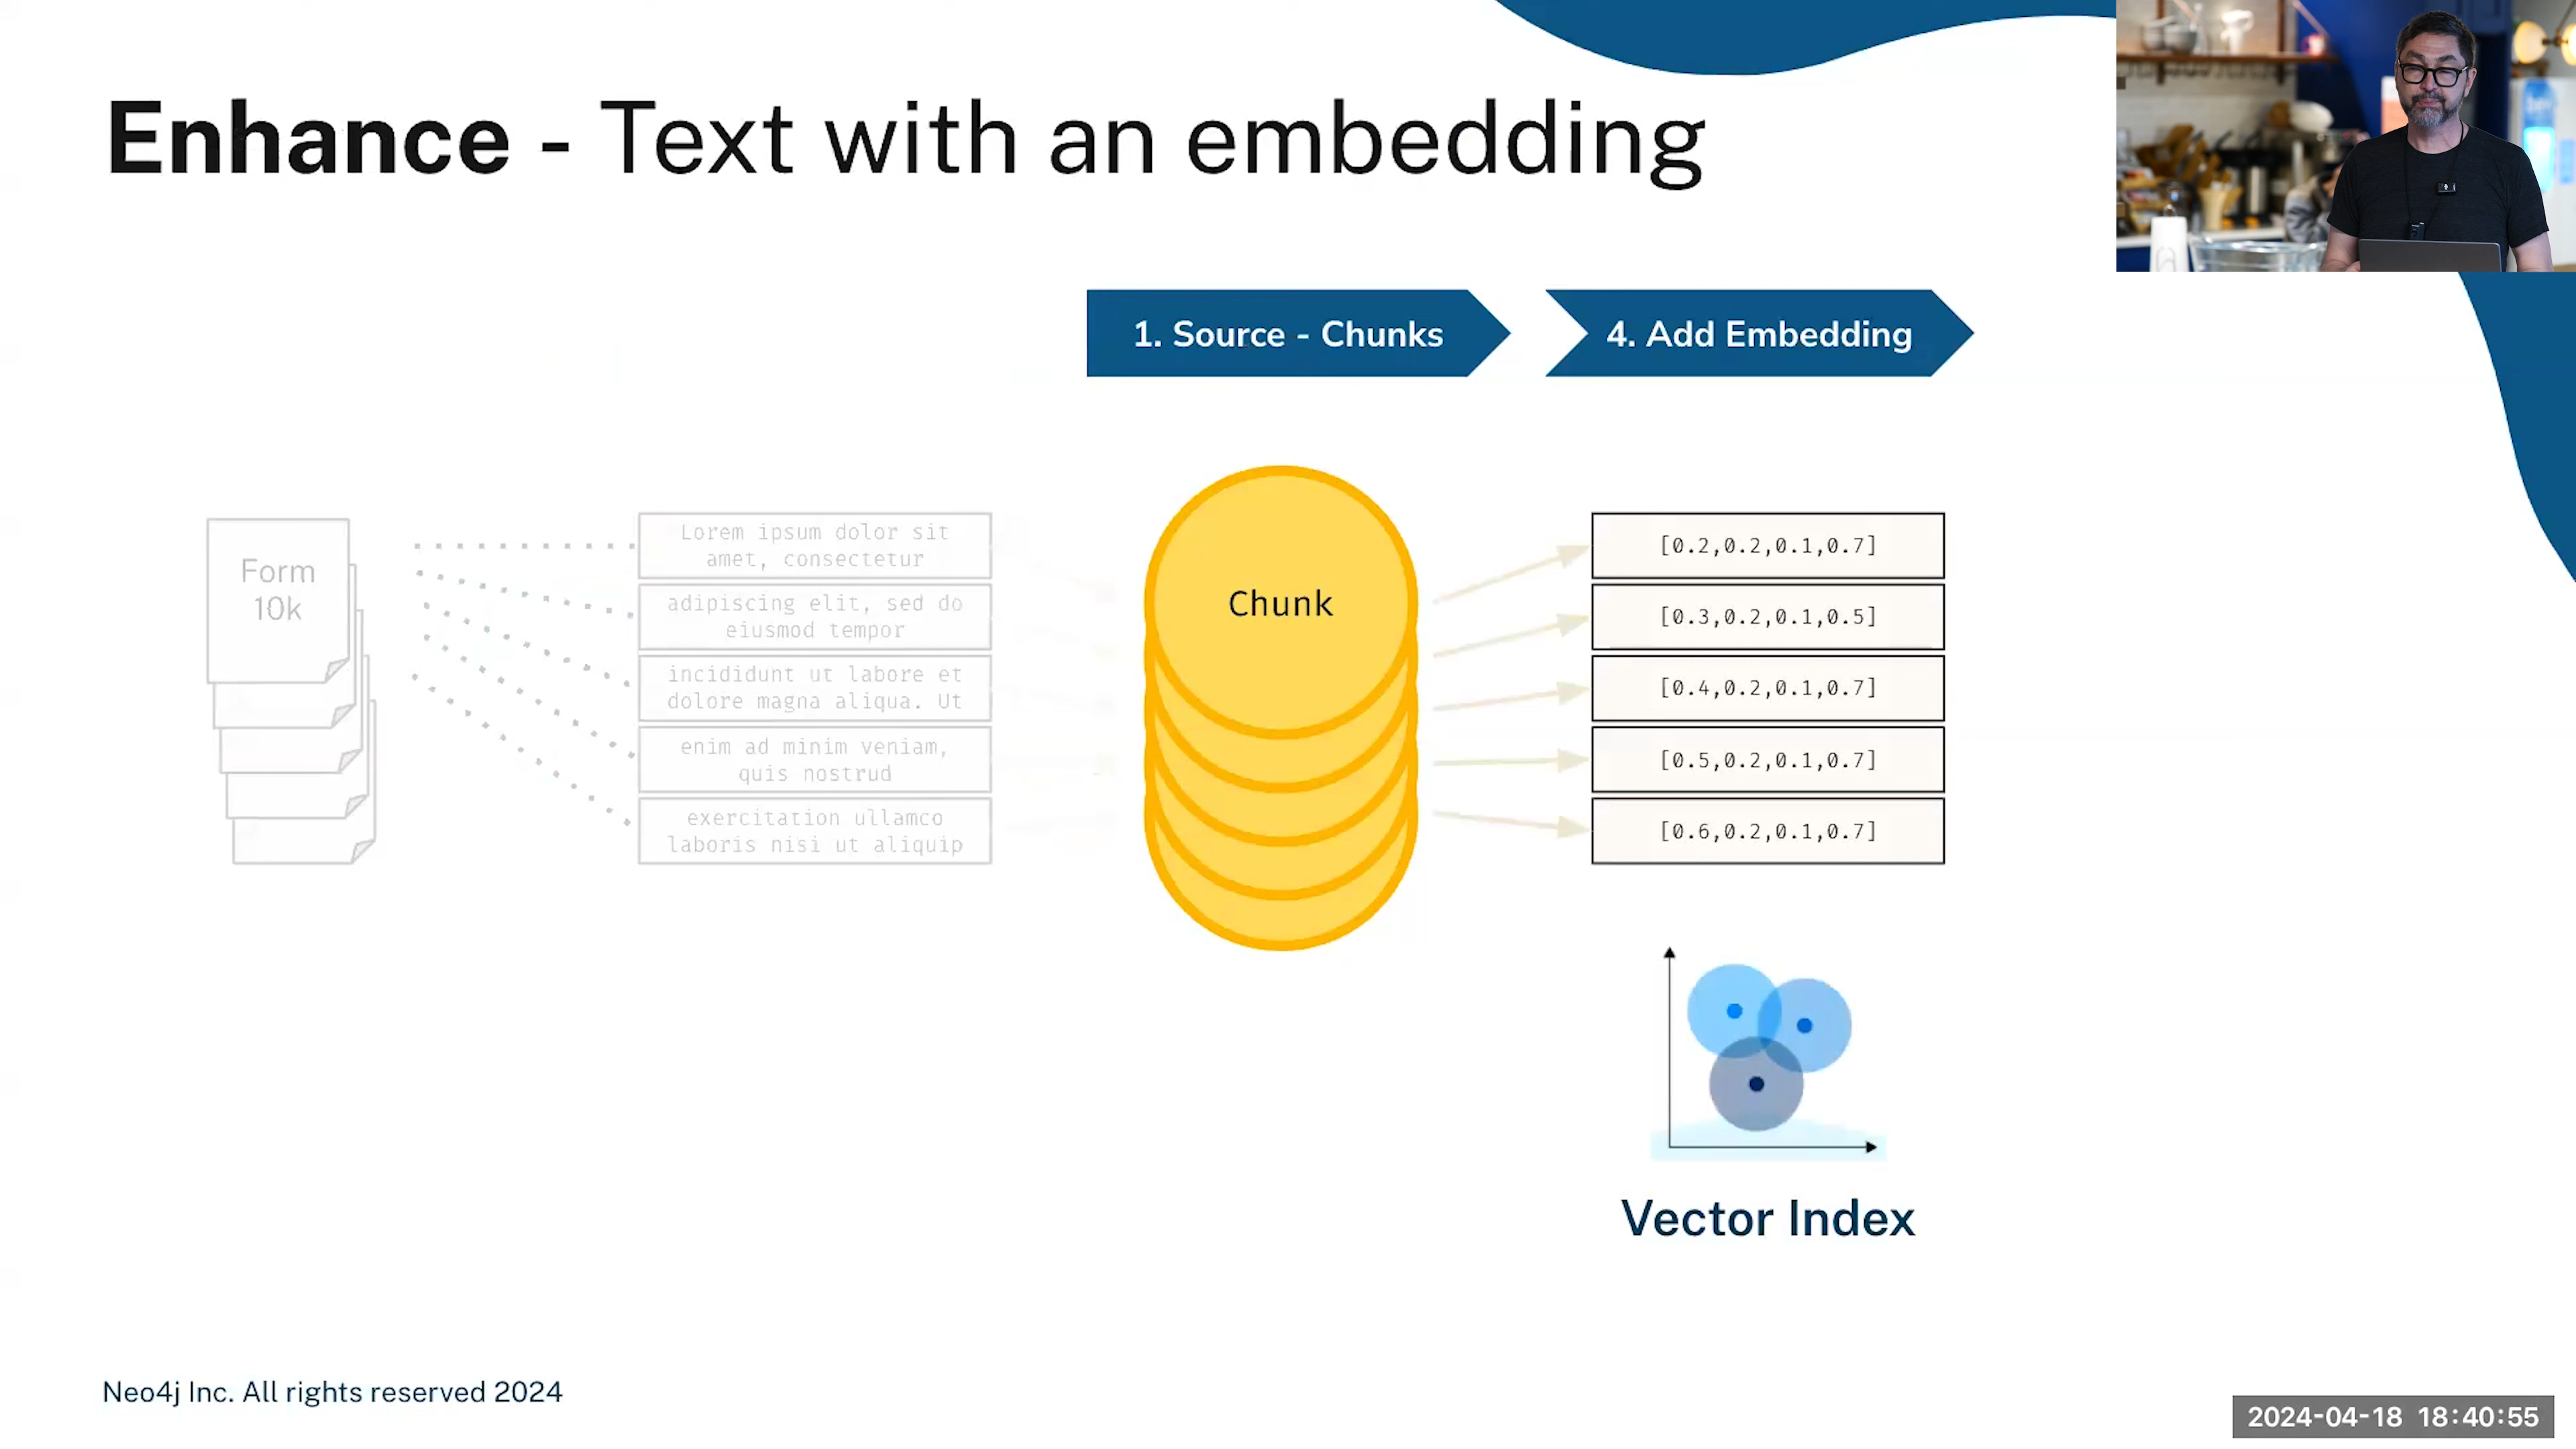 Enhance - Text with an embedding
1. Source - Chunks
4. Add Embedding
Form
10k
Lorem ipsum dolor sit
amet, consectetur
adipiscing elit, sed do
eiusmod tempor
incididunt ut labore et
dolore magna aliqua. Ut
enim ad minim veniam,
quis nostrud
exercitation ullamco
laboris nisi ut aliquip
Chunk
[0.2,0.2,0.1,0.7]
[0.3,0.2,0.1,0.5]
[0.4,0.2,0.1,0.7]
[0.5,0.2,0.1,0.7]
[0.6,0.2,0.1,0.7]
Vector Index
Neo4j Inc. All rights reserved 2024
2024-04-18 18:40:55